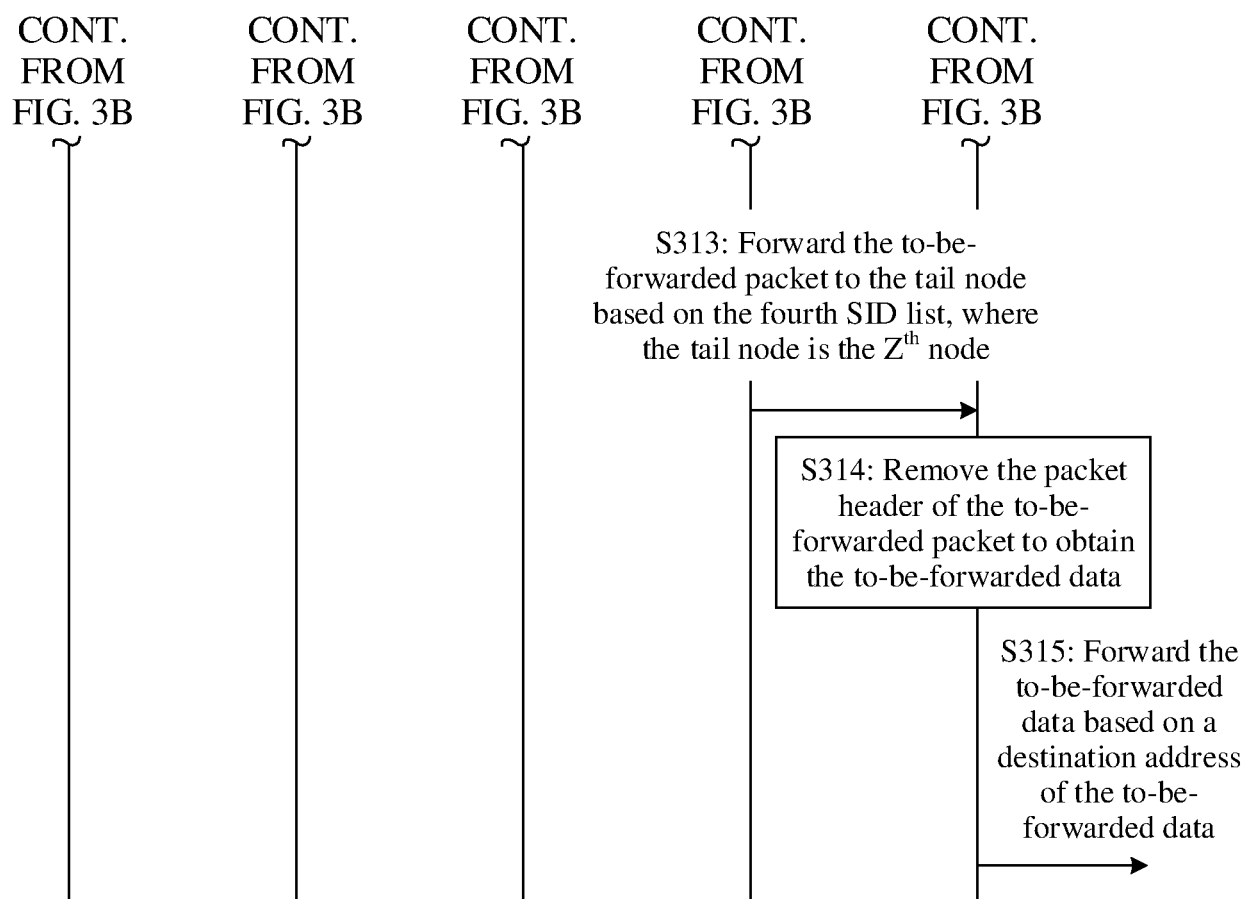 CONT.
FROM
FIG. 3B
CONT.
FROM
FIG. 3B
CONT.
FROM
FIG. 3B
CONT.
FROM
FIG. 3B
CONT.
FROM
FIG. 3B
S313: Forward the to-be-
forwarded packet to the tail node
based on the fourth SID list, where
the tail node is the Zth node
S314: Remove the packet
header of the to-be-
forwarded packet to obtain
the to-be-forwarded data
S315: Forward the
to-be-forwarded
data based on a
destination address
of the to-be-
forwarded data